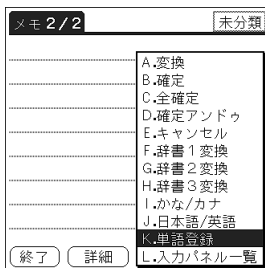 メモ 2/2
未分類
A.変換
B.確定
C.全確定
D.確定アンドゥ
E.キャンセル
F.辞書1変換
G.辞書2変換
H.辞書3変換
I.かな/カナ
J.日本語/英語
K.単語登録
L.入力パネル一覧
終了 詳細